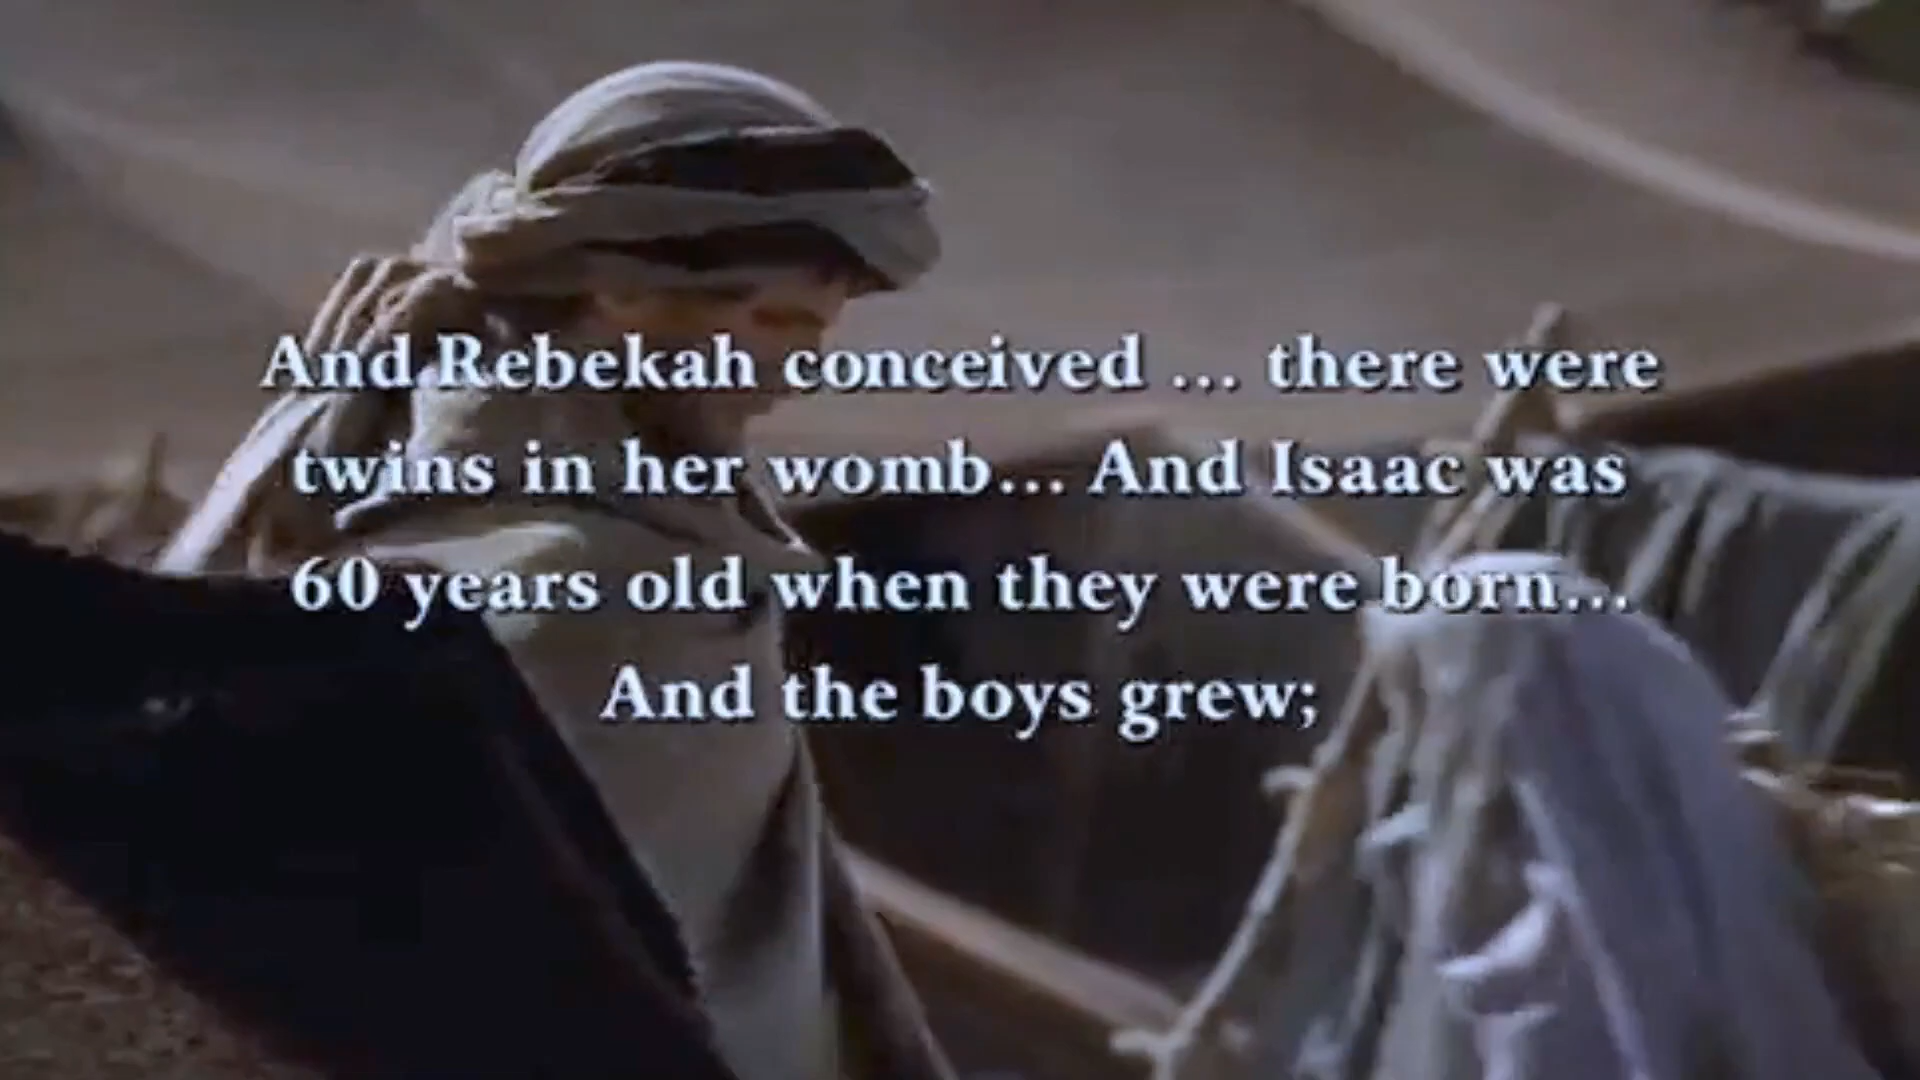 And Rebekah conceived ... there were
twins in her womb... And Isaac was
60 years old when they were born...
And the boys grew;